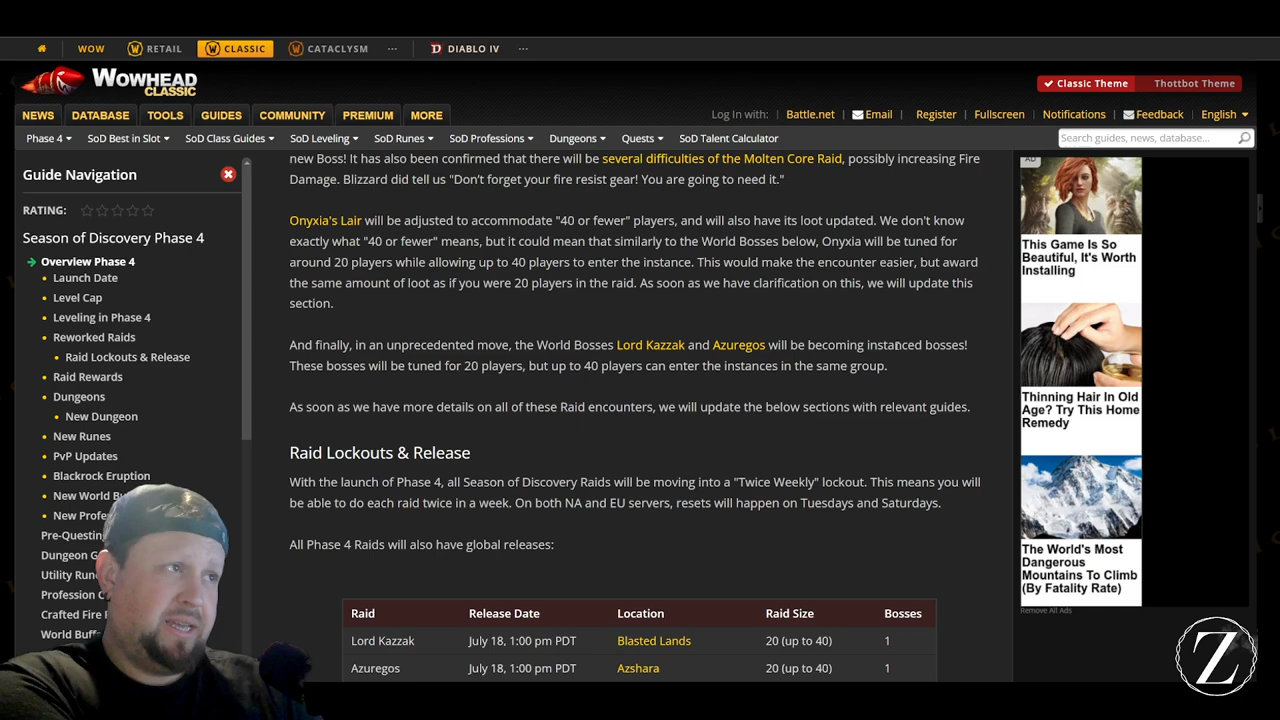 WOW RETAIL CLASSIC CATACLYSM ... DIABLO IV ...
WOWHEAD
CLASSIC
Classic Theme Thottbot Theme
NEWS DATABASE TOOLS GUIDES COMMUNITY PREMIUM MORE
Log In with: Battle.net Email Register Fullscreen Notifications Feedback English
Phase 4 SoD Best in Slot SoD Class Guides SoD Leveling SoD Runes SoD Professions Dungeons Quests SoD Talent Calculator
Search guides, news, database...
Guide Navigation
RATING:
Season of Discovery Phase 4
Overview Phase 4
Launch Date
Level Cap
Leveling in Phase 4
Reworked Raids
Raid Lockouts & Release
Raid Rewards
Dungeons
New Dungeon
New Runes
PvP Updates
Blackrock Eruption
New World Bu
New Profe
Pre-Questing
Dungeon G
Utility Run
Profession C
Crafted Fire
World Buff
new Boss! It has also been confirmed that there will be several difficulties of the Molten Core Raid, possibly increasing Fire
Damage. Blizzard did tell us "Don't forget your fire resist gear! You are going to need it."
Onyxia's Lair will be adjusted to accommodate "40 or fewer" players, and will also have its loot updated. We don't know
exactly what "40 or fewer" means, but it could mean that similarly to the World Bosses below, Onyxia will be tuned for
around 20 players while allowing up to 40 players to enter the instance. This would make the encounter easier, but award
the same amount of loot as if you were 20 players in the raid. As soon as we have clarification on this, we will update this
section.
And finally, in an unprecedented move, the World Bosses Lord Kazzak and Azuregos will be becoming instanced bosses!
These bosses will be tuned for 20 players, but up to 40 players can enter the instances in the same group.
As soon as we have more details on all of these Raid encounters, we will update the below sections with relevant guides.
Raid Lockouts & Release
With the launch of Phase 4, all Season of Discovery Raids will be moving into a "Twice Weekly" lockout. This means you will
be able to do each raid twice in a week. On both NA and EU servers, resets will happen on Tuesdays and Saturdays.
All Phase 4 Raids will also have global releases:
Raid Release Date Location Raid Size Bosses
Lord Kazzak July 18, 1:00 pm PDT Blasted Lands 20 (up to 40) 1
Azuregos July 18, 1:00 pm PDT Azshara 20 (up to 40) 1
AD
This Game Is So
Beautiful, It's Worth
Installing
Thinning Hair In Old
Age? Try This Home
Remedy
The World's Most
Dangerous
Mountains To Climb
(By Fatality Rate)
Remove All Ads
Z